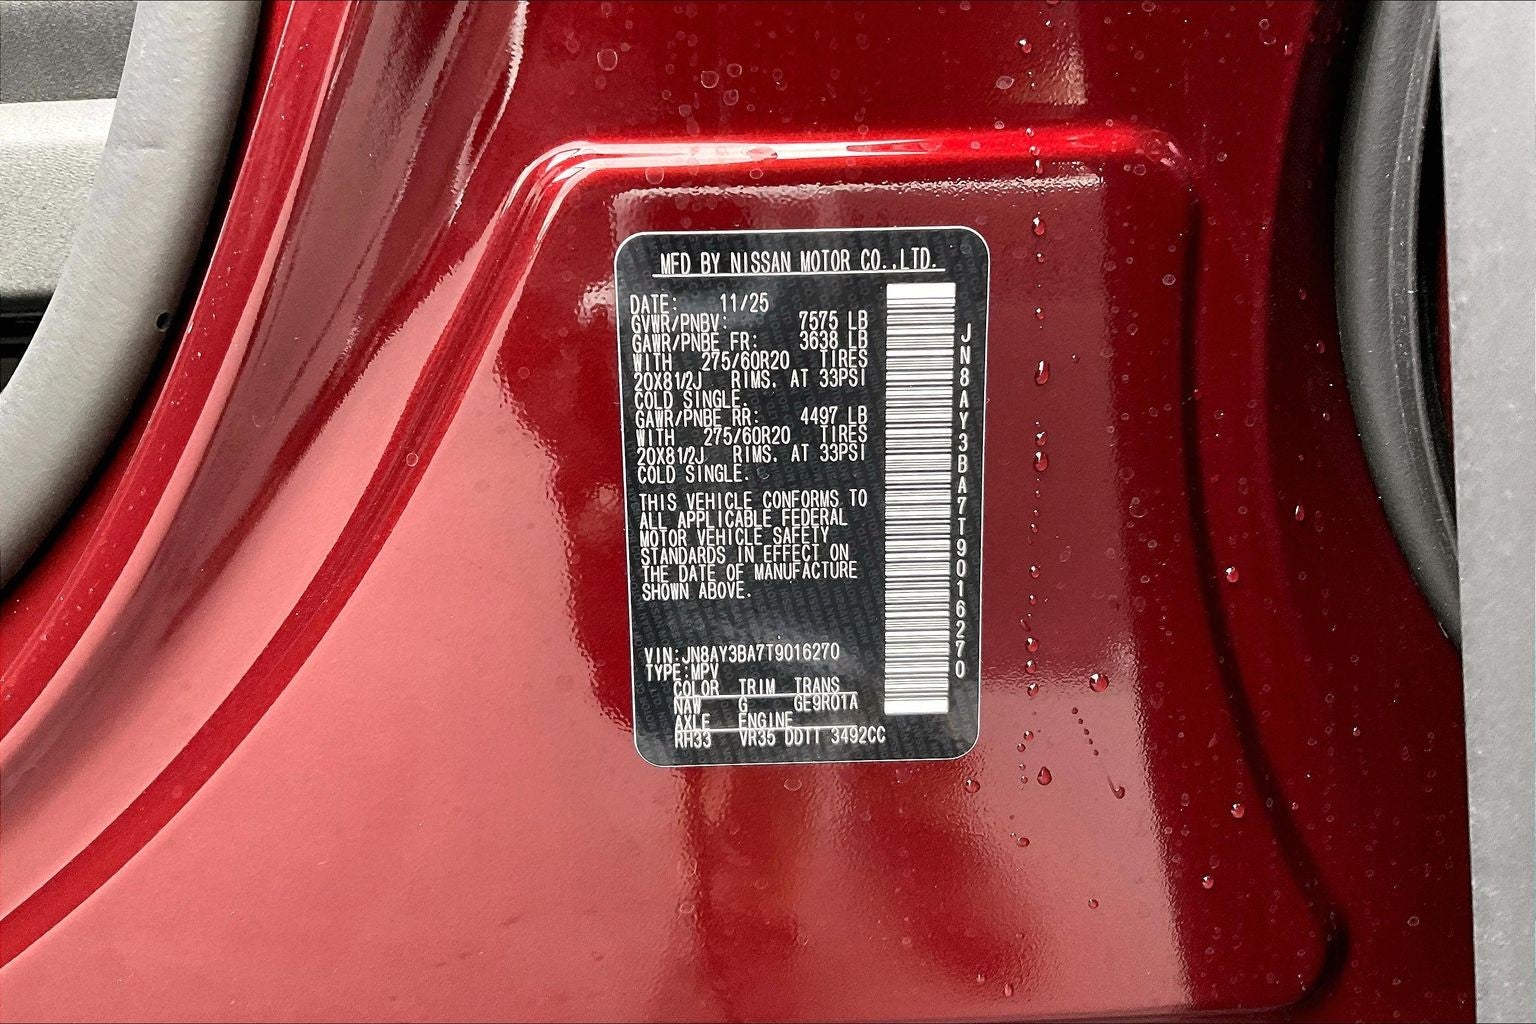 MFD BY NISSAN MOTOR CO.,LTD.
DATE: 11/25
GVWR/PNBV: 7575 LB
GAWR/PNBE FR: 3638 LB
WITH 275/60R20 TIRES
20X81/2J RIMS. AT 33PSI
COLD SINGLE.
GAWR/PNBE RR: 4497 LB
WITH 275/60R20 TIRES
20X81/2J RIMS. AT 33PSI
COLD SINGLE.
THIS VEHICLE CONFORMS TO
ALL APPLICABLE FEDERAL
MOTOR VEHICLE SAFETY
STANDARDS IN EFFECT ON
THE DATE OF MANUFACTURE
SHOWN ABOVE.
VIN:JN8AY3BA7T9016270
TYPE:MPV
COLOR TRIM TRANS
NAW G GE9R01A
AXLE ENGINE
RH33 VR35 DDTT 3492CC
JN8AY3BA7T9016270